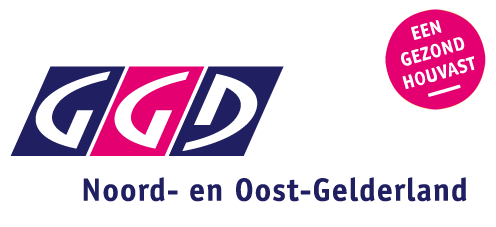 EEN
GEZOND
HOUVAST
GGD
Noord- en Oost-Gelderland